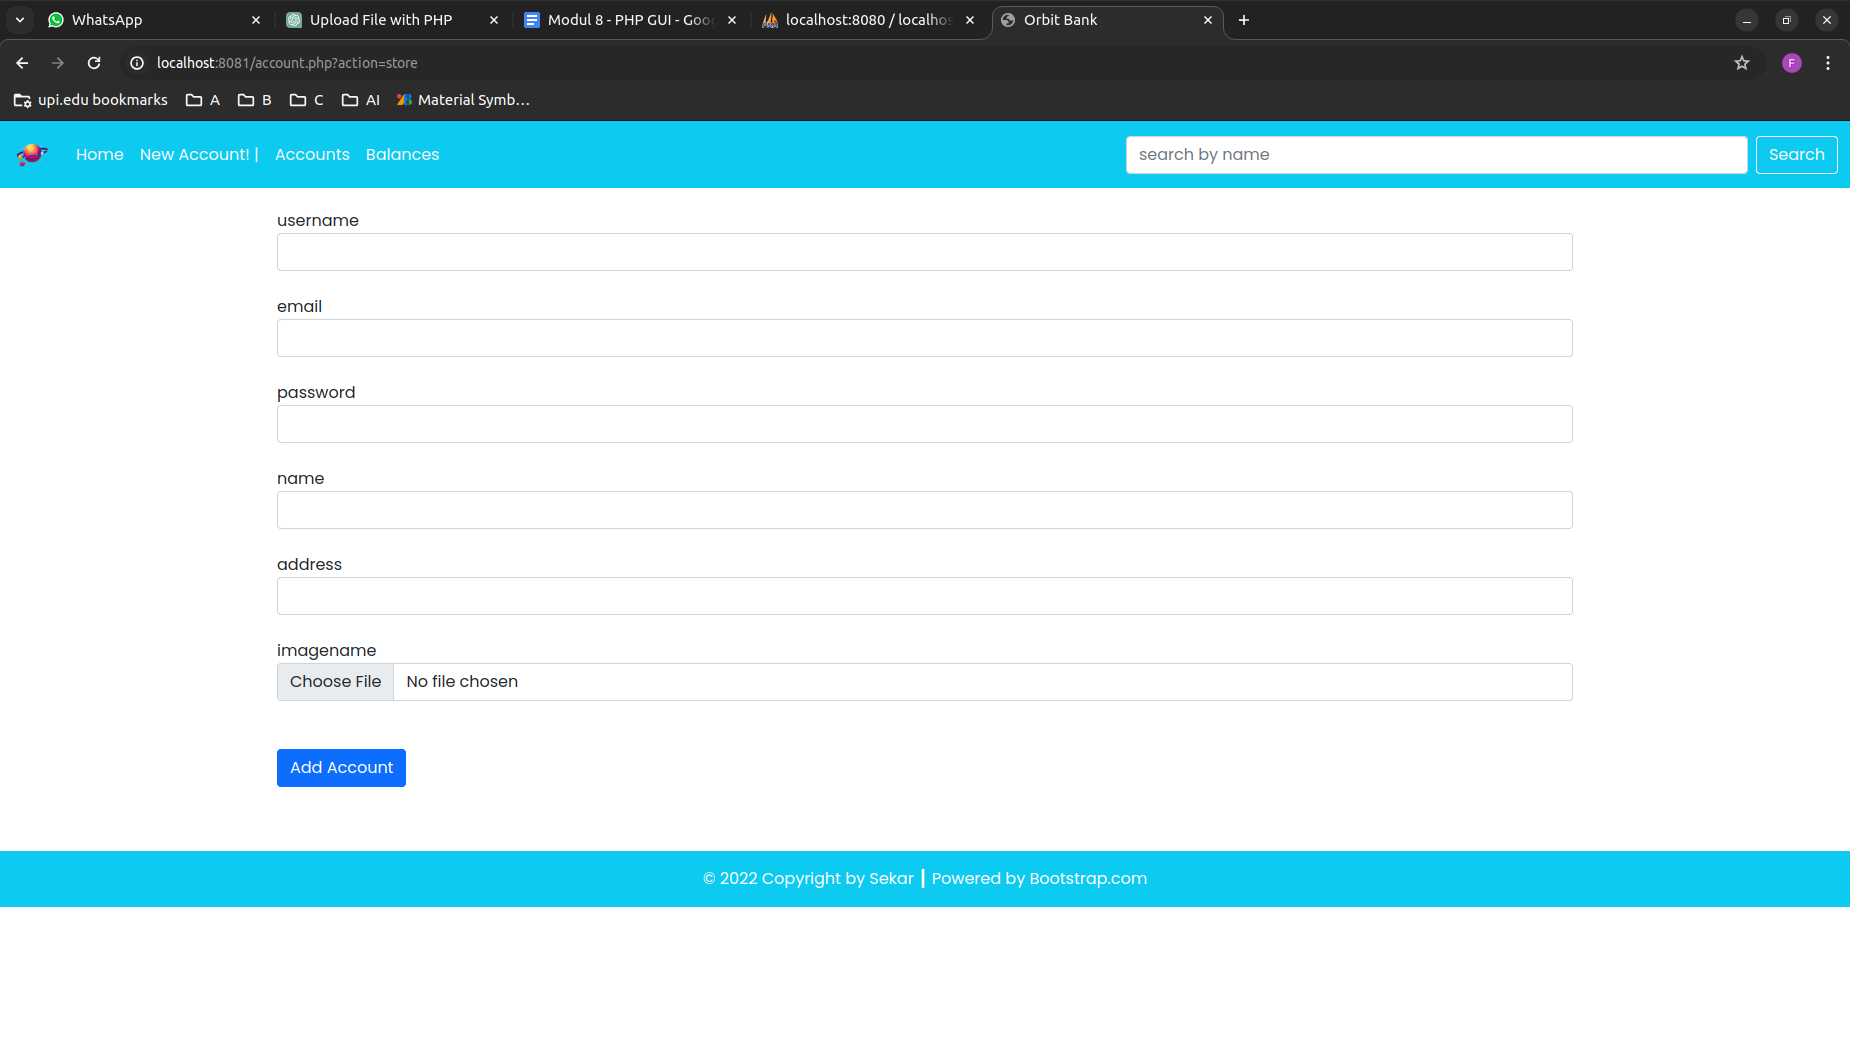 WhatsApp
Upload File with PHP
Modul 8 - PHP GUI - Goo
localhost:8080 / localhos
Orbit Bank
localhost:8081/account.php?action=store
F
upi.edu bookmarks
A
B
C
AI
Material Symb...
Home
New Account! |
Accounts
Balances
search by name
Search
username
email
password
name
address
imagename
Choose File No file chosen
Add Account
© 2022 Copyright by Sekar | Powered by Bootstrap.com